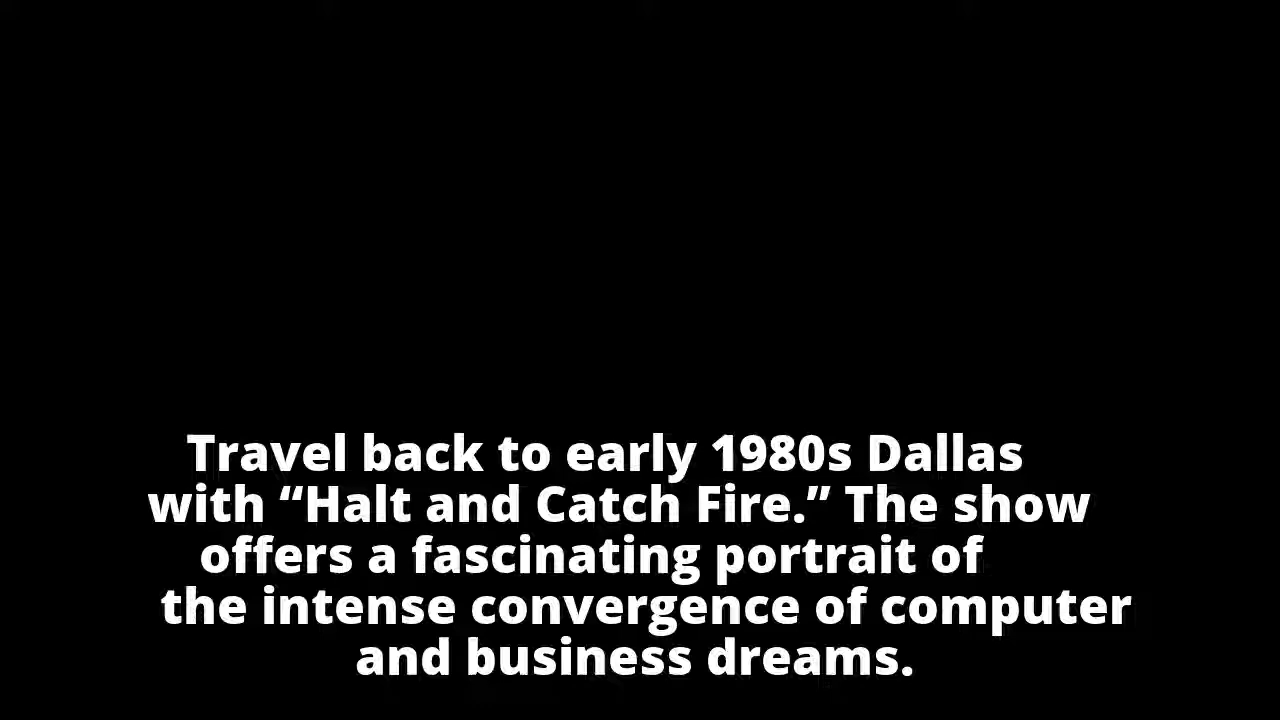 Travel back to early 1980s Dallas
with “Halt and Catch Fire.” The show
offers a fascinating portrait of
the intense convergence of computer
and business dreams.